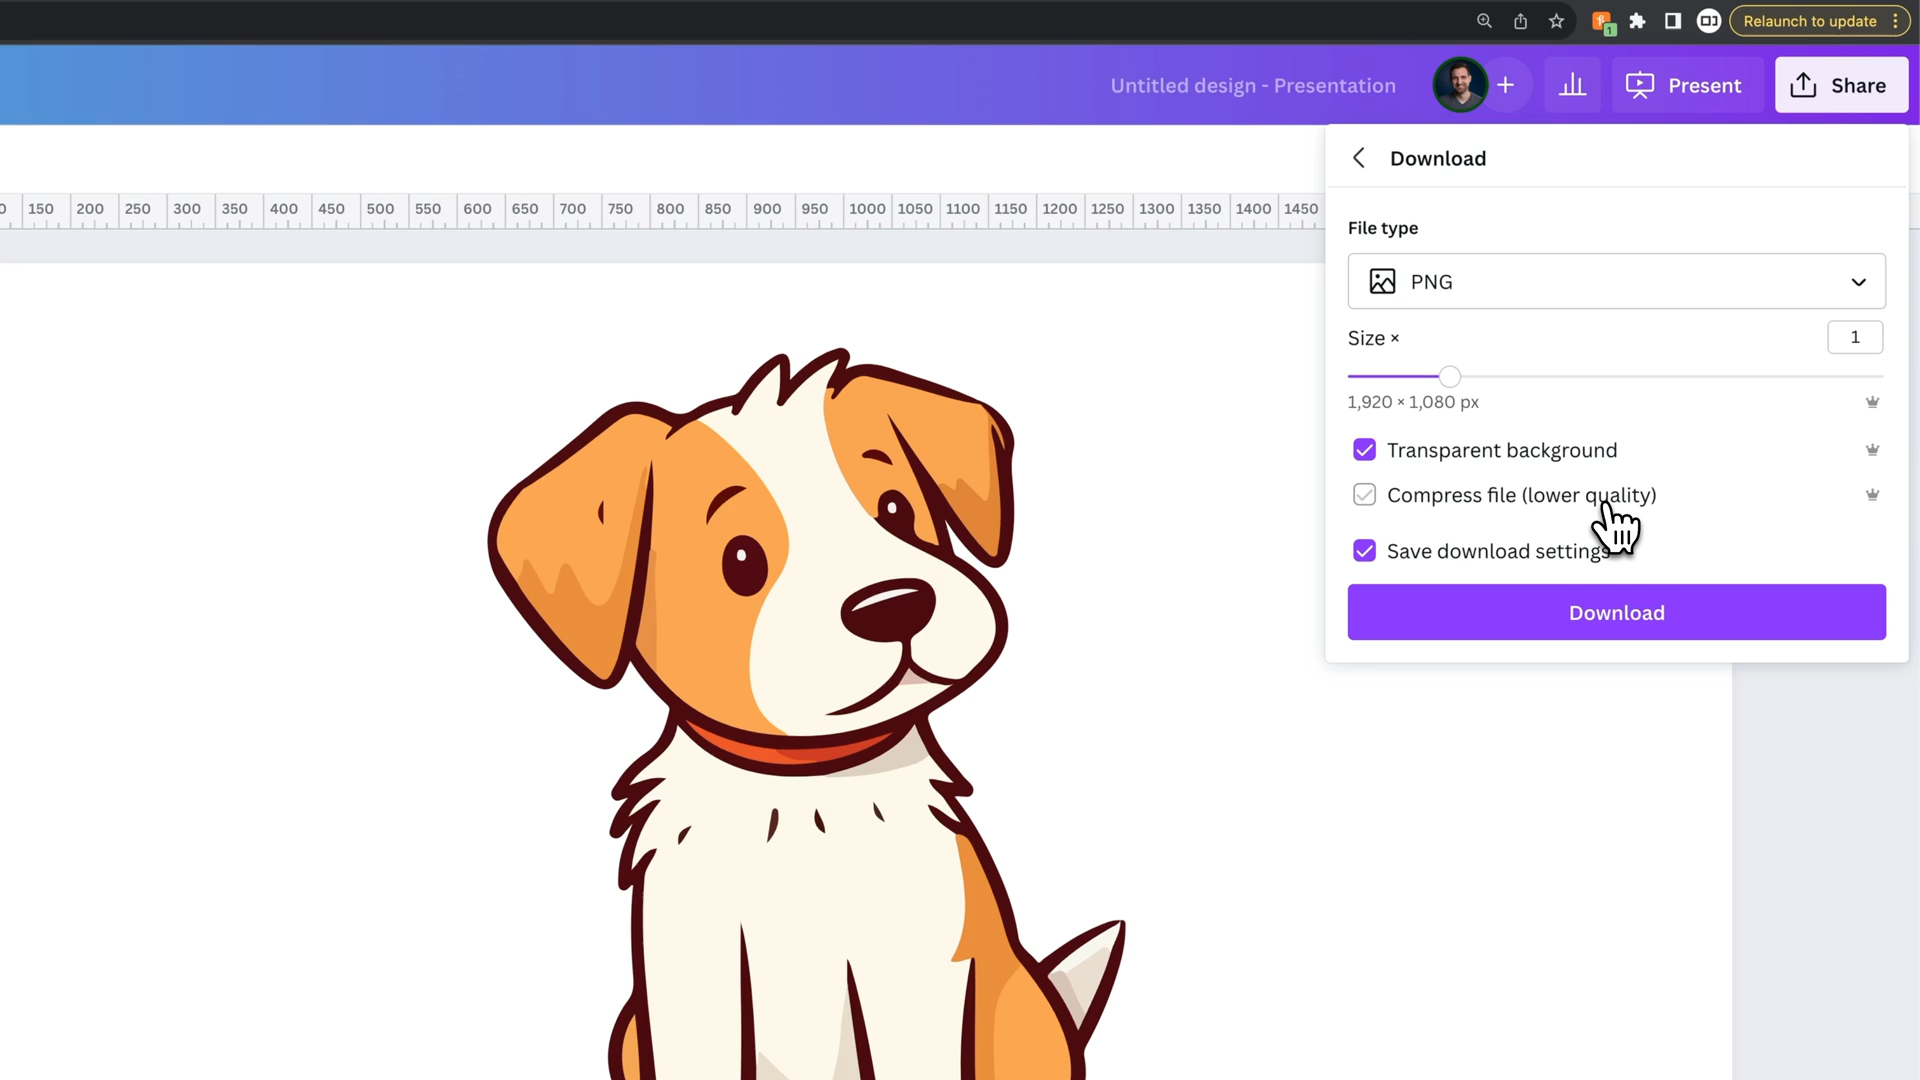 Relaunch to update
1
Untitled design - Presentation
Present
Share
Download
150 200 250 300 350 400 450 500 550 600 650 700 750 800 850 900 950 1000 1050 1100 1150 1200 1250 1300 1350 1400 1450
File type
PNG
Size ×
1
1,920 × 1,080 px
Transparent background
Compress file (lower quality)
Save download settings
Download